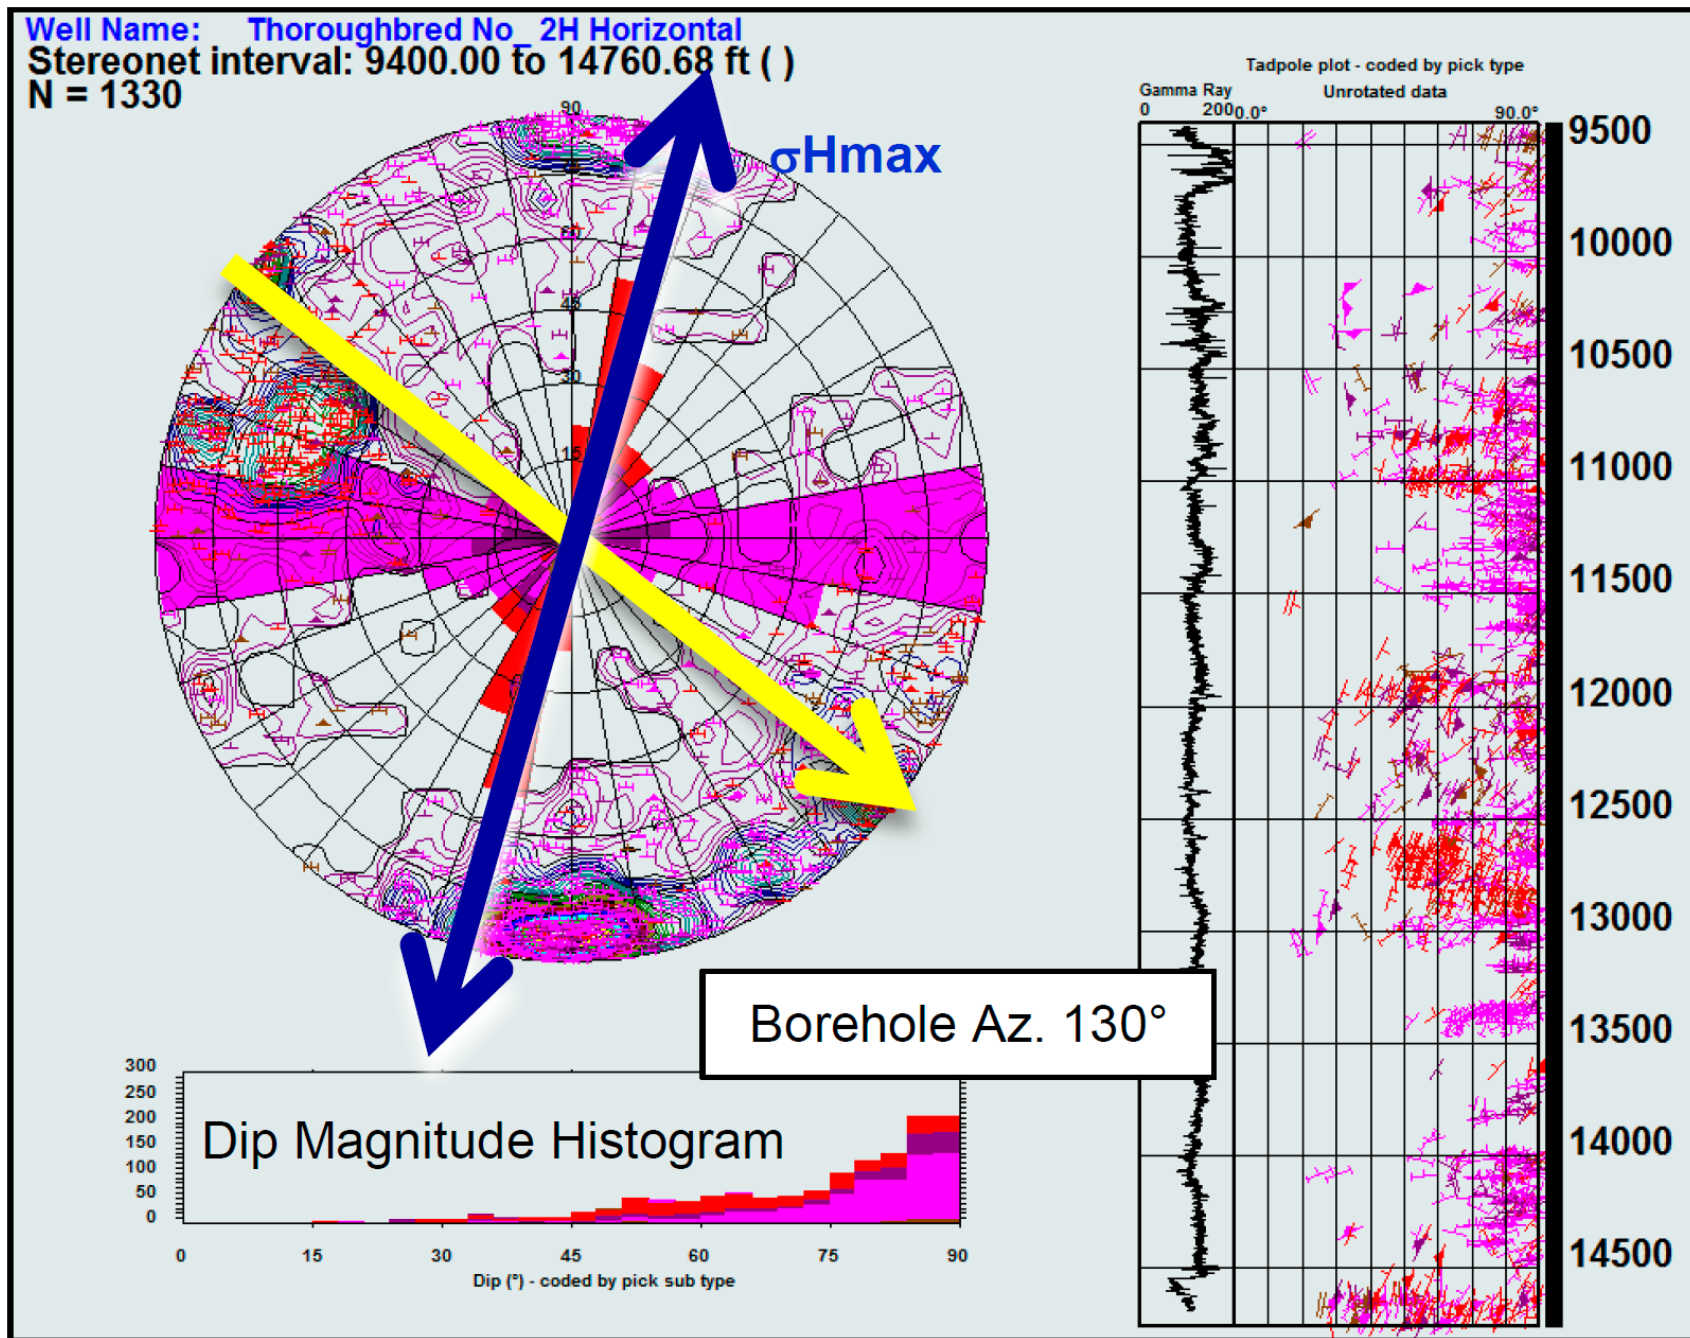 Well Name: Thoroughbred No_ 2H Horizontal
Stereonet interval: 9400.00 to 14760.68 ft ( )
N = 1330
Tadpole plot - coded by pick type
Gamma Ray Unrotated data
0 200 0.0° 90.0°
90
σHmax
60
45
30
15
9500
10000
10500
11000
11500
12000
12500
13000
13500
14000
14500
Borehole Az. 130°
Dip Magnitude Histogram
300
250
200
150
100
50
0
0 15 30 45 60 75 90
Dip (°) - coded by pick sub type